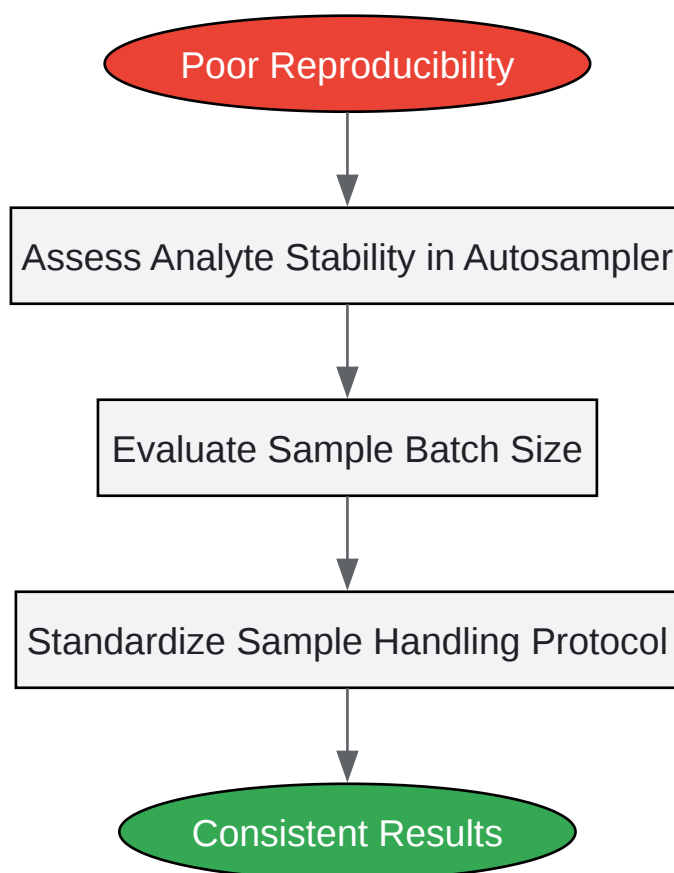 Poor Reproducibility
Assess Analyte Stability in Autosampler
Evaluate Sample Batch Size
Standardize Sample Handling Protocol
Consistent Results